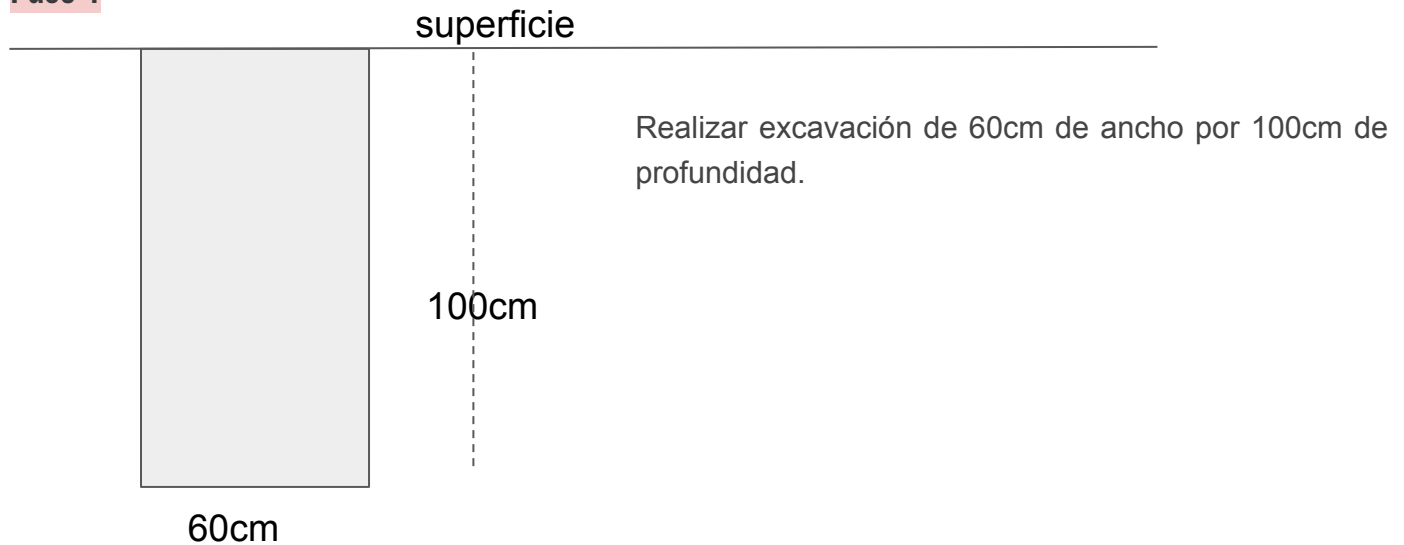 superficie
Realizar excavación de 60cm de ancho por 100cm de
profundidad.
100cm
60cm